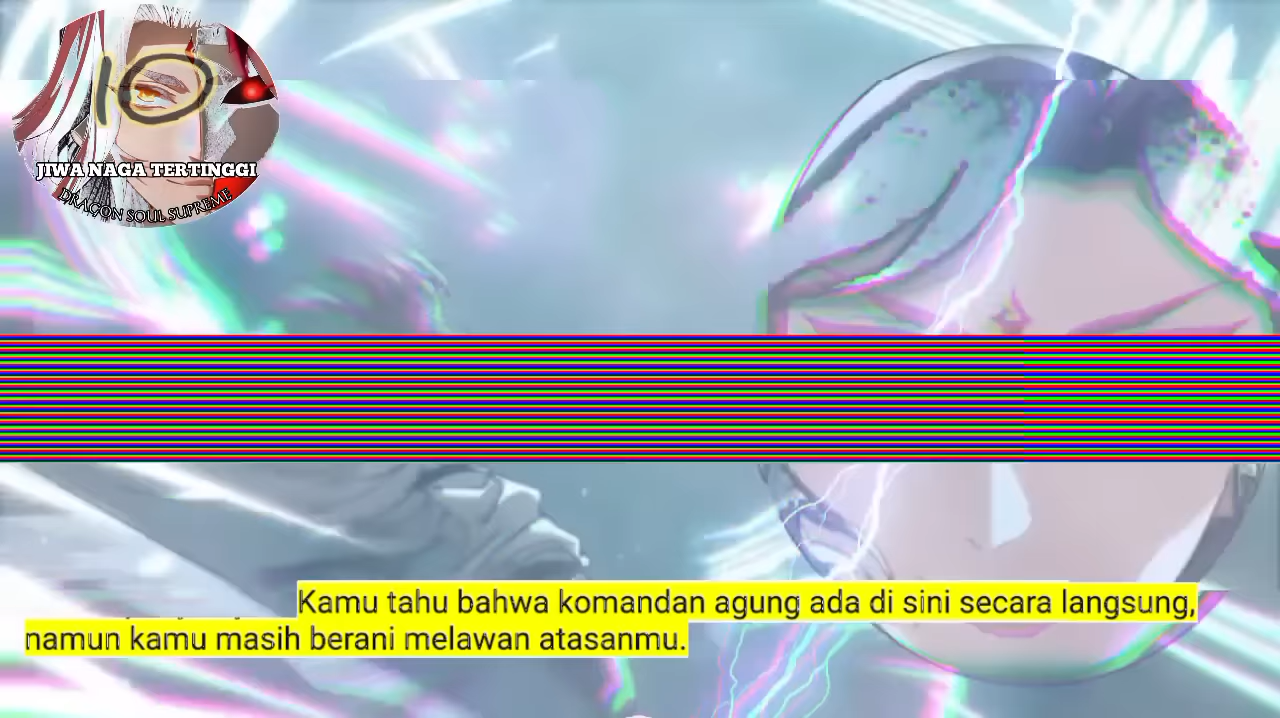 10
JIWA NAGA TERTINGGI
DRAGON SOUL SUPREME
Kamu tahu bahwa komandan agung ada di sini secara langsung,
namun kamu masih berani melawan atasanmu.